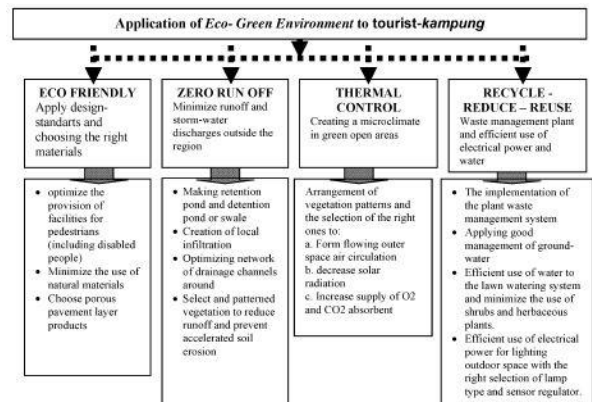 Application of Eco- Green Environment to tourist-kampung
ECO FRIENDLY
Apply design-
standarts and
choosing the right
materials
ZERO RUN OFF
Minimize runoff and
storm-water
discharges outside the
region
THERMAL
CONTROL
Creating a microclimate
in green open areas
RECYCLE -
REDUCE – REUSE
Waste management plant
and efficient use of
electrical power and
water
• optimize the
provision of
facilities for
pedestrians
(including disabled
people)
• Minimize the use of
natural materials
• Choose porous
pavement layer
products
• Making retention
pond and detention
pond or swale
• Creation of local
infiltration
• Optimizing network
of drainage channels
around
• Select and patterned
vegetation to reduce
runoff and prevent
accelerated soil
erosion
Arrangement of
vegetation patterns and
the selection of the right
ones to:
a. Form flowing outer
space air circulation
b. decrease solar
radiation
c. Increase supply of O2
and CO2 absorbent
• The implementation of
the plant waste
management system
• Applying good
management of ground-
water
• Efficient use of water to
the lawn watering system
and minimize the use of
shrubs and herbaceous
plants.
• Efficient use of electrical
power for lighting
outdoor space with the
right selection of lamp
type and sensor regulator.